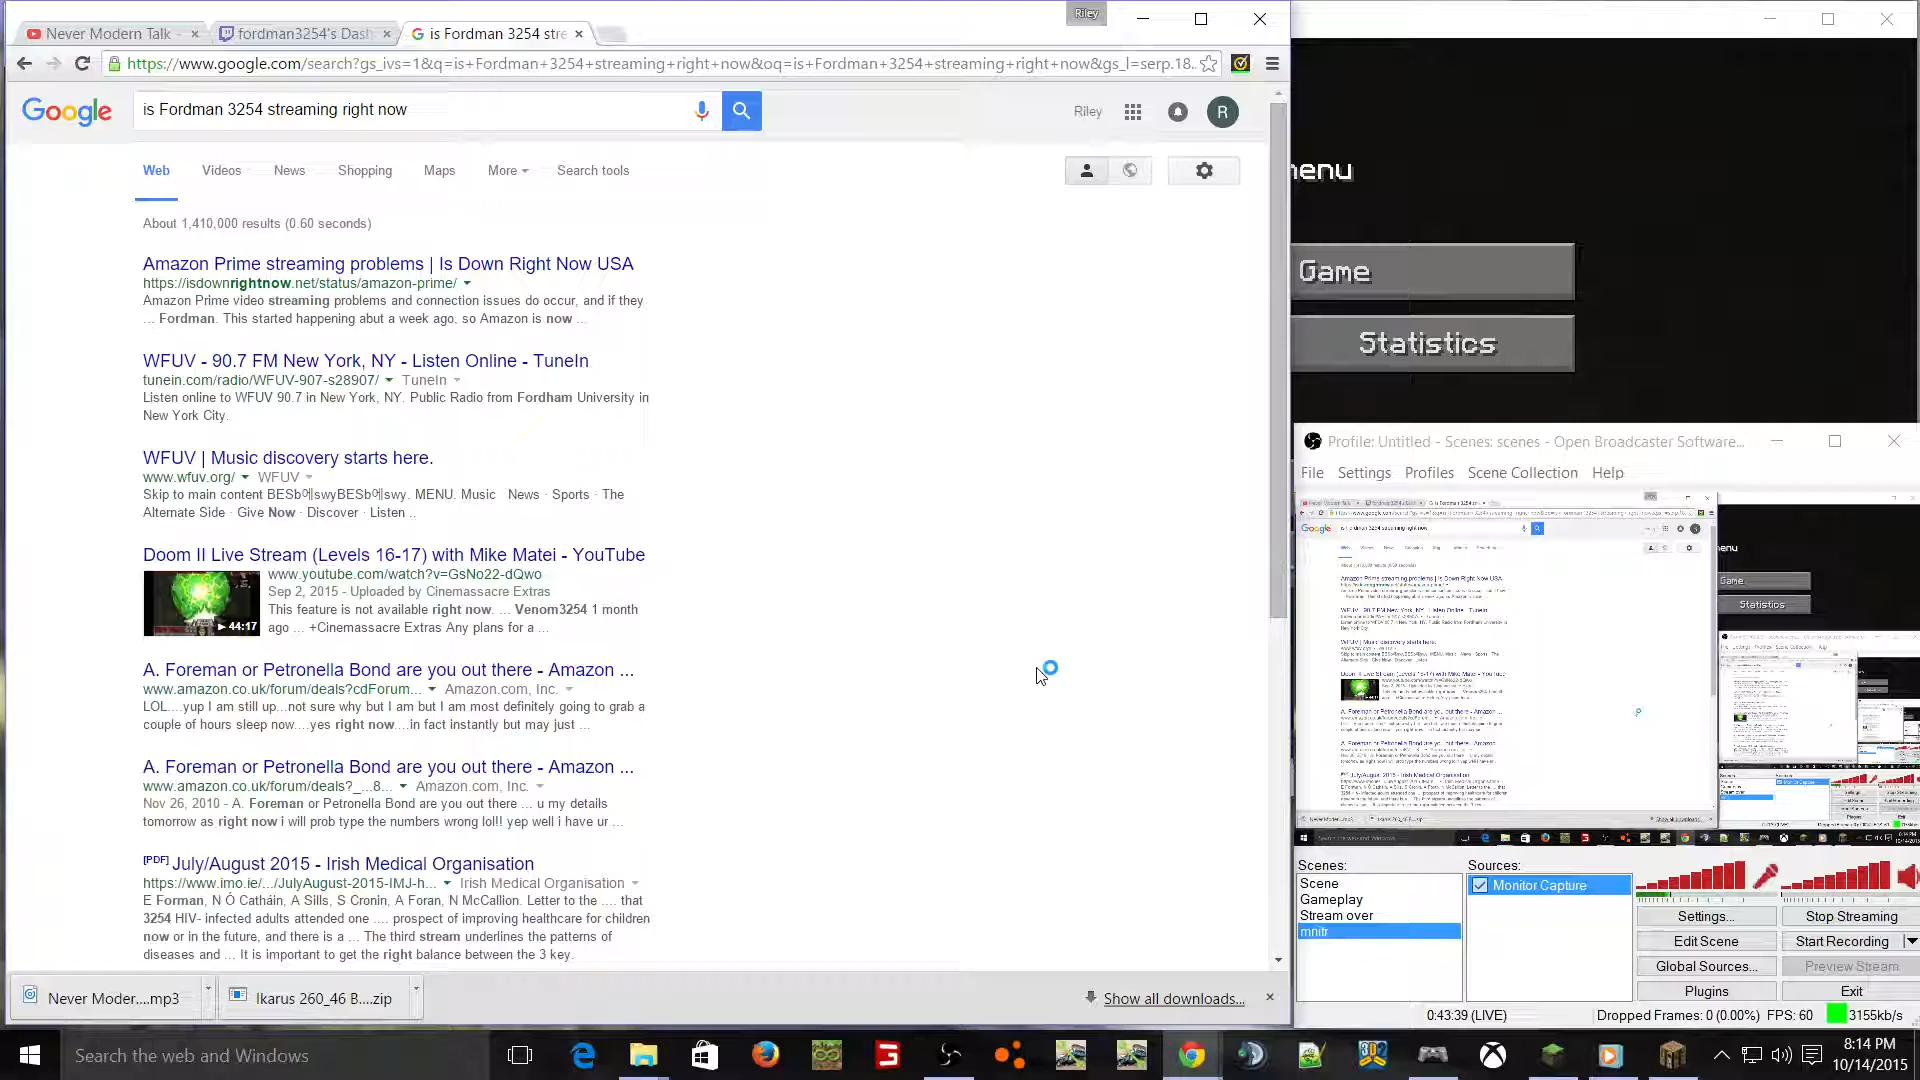 Riley
Never Modern Talk
fordman3254's Dash
is Fordman 3254 stre
https://www.google.com/search?gs_ivs=1&q=is+Fordman+3254+streaming+right+now&oq=is+Fordman+3254+streaming+right+now&gs_l=serp.18...
Google
is Fordman 3254 streaming right now
Riley
R
Web Videos News Shopping Maps More Search tools
About 1,410,000 results (0.60 seconds)
Amazon Prime streaming problems | Is Down Right Now USA
https://isdownrightnow.net/status/amazon-prime/
Amazon Prime video streaming problems and connection issues do occur, and if they
... Fordman. This started happening abut a week ago, so Amazon is now ...
WFUV - 90.7 FM New York, NY - Listen Online - TuneIn
tunein.com/radio/WFUV-907-s28907/ TuneIn
Listen online to WFUV 90.7 in New York, NY. Public Radio from Fordham University in
New York City.
WFUV | Music discovery starts here.
www.wfuv.org/ WFUV
Alternate Side · Give Now · Discover · Listen ..
Doom II Live Stream (Levels 16-17) with Mike Matei - YouTube
44:17
www.youtube.com/watch?v=GsNo22-dQwo
Sep 2, 2015 - Uploaded by Cinemassacre Extras
This feature is not available right now. ... Venom3254 1 month
ago ... +Cinemassacre Extras Any plans for a ...
A. Foreman or Petronella Bond are you out there - Amazon ...
www.amazon.co.uk/forum/deals?cdForum... Amazon.com, Inc.
LOL....yup I am still up...not sure why but I am but I am most definitely going to grab a
couple of hours sleep now....yes right now....in fact instantly but may just ...
A. Foreman or Petronella Bond are you out there - Amazon ...
www.amazon.co.uk/forum/deals?_...8... Amazon.com, Inc.
Nov 26, 2010 - A. Foreman or Petronella Bond are you out there ... u my details
tomorrow as right now i will prob type the numbers wrong lol!! yep well i have ur ...
[PDF] July/August 2015 - Irish Medical Organisation
https://www.imo.ie/.../JulyAugust-2015-IMJ-h... Irish Medical Organisation
E Forman, N Ó Catháin, A Sills, S Cronin, A Foran, N McCallion. Letter to the .... that
3254 HIV- infected adults attended one .... prospect of improving healthcare for children
now or in the future, and there is a ... The third stream underlines the patterns of
diseases and ... It is important to get the right balance between the 3 key.
Never Moder....mp3
Ikarus 260_46 B....zip
Show all downloads...
enu
Game
Statistics
Profile: Untitled - Scenes: scenes - Open Broadcaster Software...
File Settings Profiles Scene Collection Help
Scenes:
Scene
Gameplay
Stream over
mnitr
Sources:
Monitor Capture
Settings...
Stop Streaming
Edit Scene
Start Recording
Global Sources...
Preview Stream
Plugins
Exit
0:43:39 (LIVE)
Dropped Frames: 0 (0.00%) FPS: 60
3155kb/s
Search the web and Windows
8:14 PM
10/14/2015